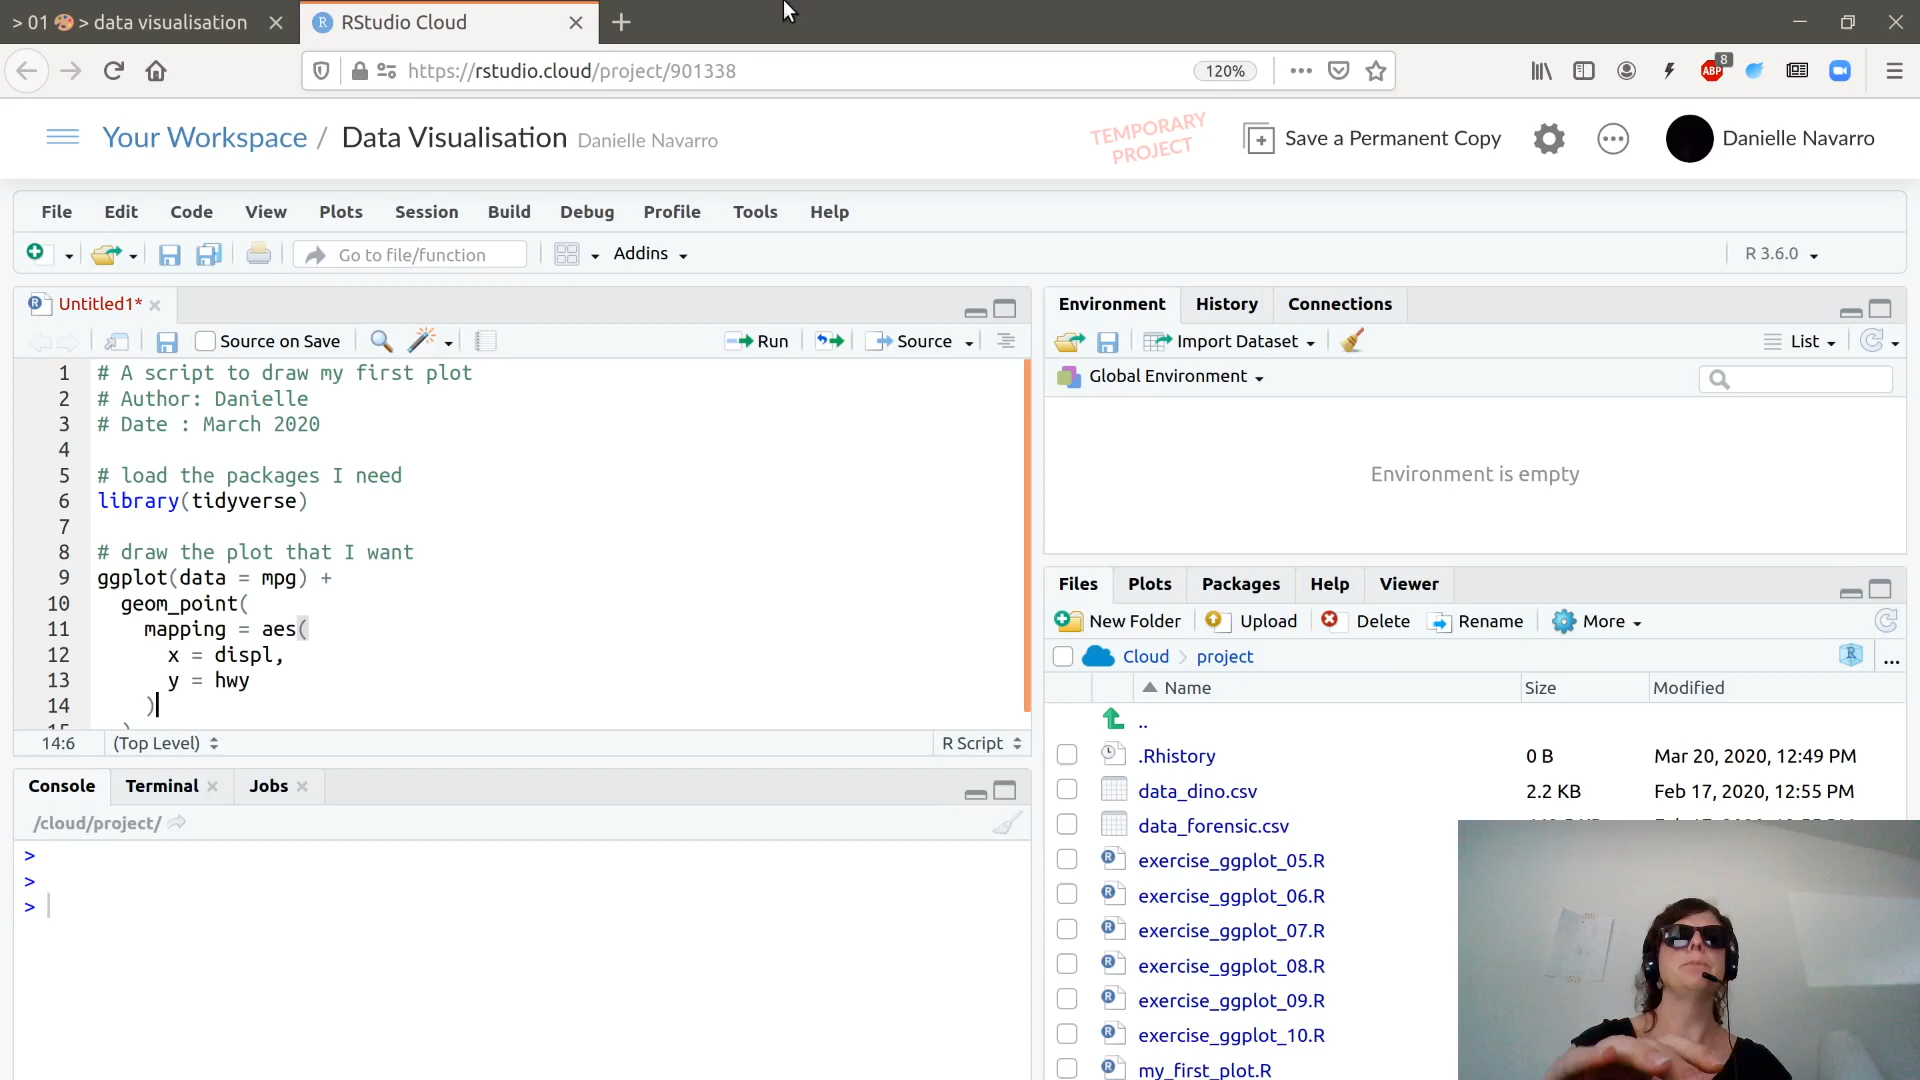 > 01 🎨 > data visualisation
RStudio Cloud
https://rstudio.cloud/project/901338
120%
ABP
8
Your Workspace / Data Visualisation Danielle Navarro
TEMPORARY
PROJECT
Save a Permanent Copy
Danielle Navarro
File Edit Code View Plots Session Build Debug Profile Tools Help
Go to file/function
Addins
R 3.6.0
Untitled1*
Source on Save
Run
Source
1 # A script to draw my first plot
2 # Author: Danielle
3 # Date : March 2020
4
5 # load the packages I need
6 library(tidyverse)
7
8 # draw the plot that I want
9 ggplot(data = mpg) +
10 geom_point(
11 mapping = aes(
12 x = displ,
13 y = hwy
14 )
15 )
14:6 (Top Level) R Script
Console Terminal Jobs
/cloud/project/
>
>
>
Environment History Connections
Import Dataset
List
Global Environment
Environment is empty
Files Plots Packages Help Viewer
New Folder Upload Delete Rename More
Cloud project
...
Name Size Modified
..
.Rhistory 0 B Mar 20, 2020, 12:49 PM
data_dino.csv 2.2 KB Feb 17, 2020, 12:55 PM
data_forensic.csv
exercise_ggplot_05.R
exercise_ggplot_06.R
exercise_ggplot_07.R
exercise_ggplot_08.R
exercise_ggplot_09.R
exercise_ggplot_10.R
my_first_plot.R